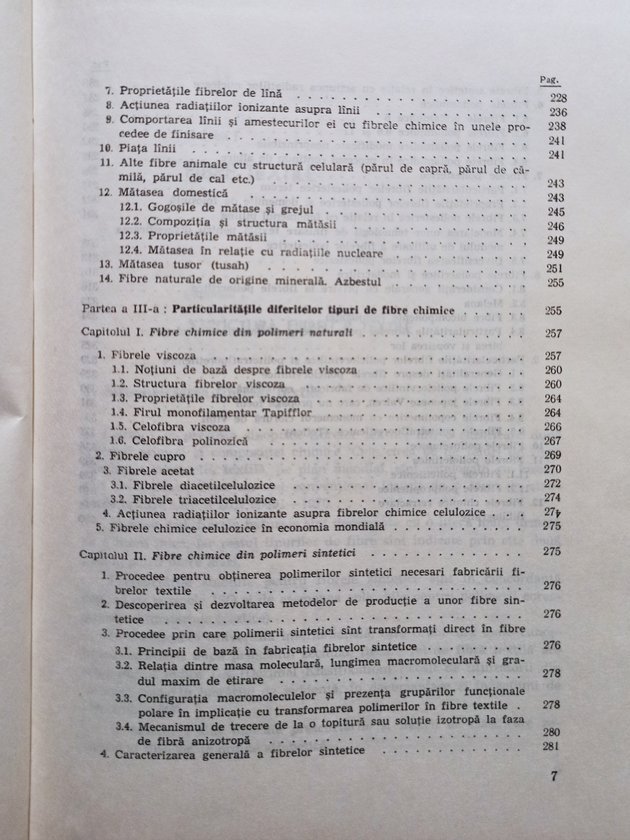 Pag.
7. Proprietățile fibrelor de lînă . . . . . . . . . . . . . . 228
8. Acțiunea radiațiilor ionizante asupra lînii . . . . . . . . . . 236
9. Comportarea lînii și amestecurilor ei cu fibrele chimice în unele pro- 238
cedee de finisare . . . . . . . . . . . . . . . . . . 241
10. Piața lînii . . . . . . . . . . . . . . . . . . . . 241
11. Alte fibre animale cu structură celulară (părul de capră, părul de că-
milă, părul de cal etc.) . . . . . . . . . . . . . . . . 243
12. Mătasea domestică . . . . . . . . . . . . . . . . . 243
12.1. Gogoșile de mătase și grejul . . . . . . . . . . . . . 245
12.2. Compoziția și structura mătăsii . . . . . . . . . . . . 246
12.3. Proprietățile mătăsii . . . . . . . . . . . . . . . 249
12.4. Mătasea în relație cu radiațiile nucleare . . . . . . . . . 249
13. Mătasea tusor (tusah) . . . . . . . . . . . . . . . . 251
14. Fibre naturale de origine minerală. Azbestul . . . . . . . . . 255
Partea a III-a : Particularitățile diferitelor tipuri de fibre chimice . . . . . 255
Capitolul I. Fibre chimice din polimeri naturali . . . . . . . . . . 257
1. Fibrele viscoza . . . . . . . . . . . . . . . . . . . 257
1.1. Noțiuni de bază despre fibrele viscoza . . . . . . . . . . 260
1.2. Structura fibrelor viscoza . . . . . . . . . . . . . . 260
1.3. Proprietățile fibrelor viscoza . . . . . . . . . . . . . 264
1.4. Firul monofilamentar Tapifflor . . . . . . . . . . . . 264
1.5. Celofibra viscoza . . . . . . . . . . . . . . . . . 266
1.6. Celofibra polinozică . . . . . . . . . . . . . . . . 267
2. Fibrele cupro . . . . . . . . . . . . . . . . . . . . 269
3. Fibrele acetat . . . . . . . . . . . . . . . . . . . 270
3.1. Fibrele diacetilcelulozice . . . . . . . . . . . . . . 272
3.2. Fibrele triacetilcelulozice . . . . . . . . . . . . . . 274
4. Acțiunea radiațiilor ionizante asupra fibrelor chimice celulozice . . .
5. Fibrele chimice celulozice în economia mondială . . . . . . . . 275
Capitolul II. Fibre chimice din polimeri sintetici . . . . . . . . . . 275
1. Procedee pentru obținerea polimerilor sintetici necesari fabricării fi-
brelor textile . . . . . . . . . . . . . . . . . . . . 276
2. Descoperirea și dezvoltarea metodelor de producție a unor fibre sin-
tetice . . . . . . . . . . . . . . . . . . . . . . . 276
3. Procedee prin care polimerii sintetici sînt transformați direct în fibre
3.1. Principii de bază în fabricația fibrelor sintetice . . . . . . . 276
3.2. Relația dintre masa moleculară, lungimea macromoleculară și gra-
dul maxim de etirare . . . . . . . . . . . . . . . . 278
3.3. Configurația macromoleculelor și prezența grupărilor funcționale
polare în implicație cu transformarea polimerilor în fibre textile . 278
3.4. Mecanismul de trecere de la o topitură sau soluție izotropă la faza
de fibră anizotropă . . . . . . . . . . . . . . . . . 280
4. Caracterizarea generală a fibrelor sintetice . . . . . . . . . . 281
7